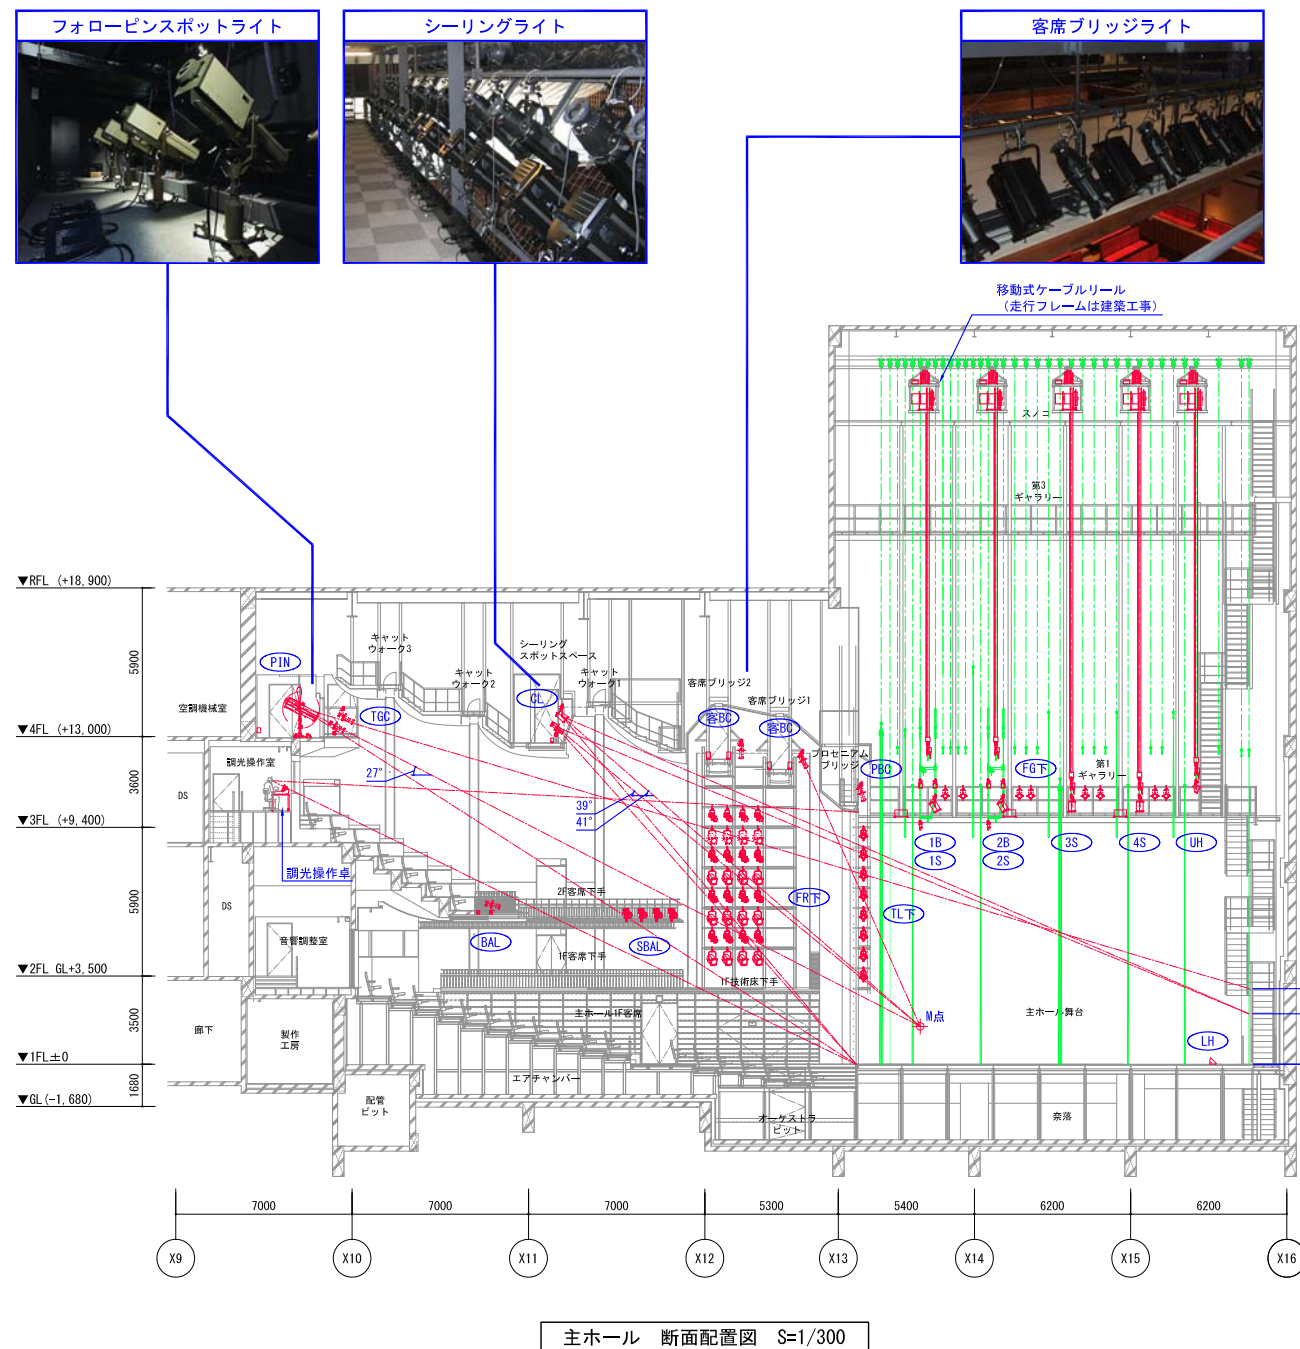 フォローピンスポットライト
シーリングライト
客席ブリッジライト
移動式ケーブルリール
（走行フレームは建築工事）
スノコ
第3
ギャラリー
▼RFL (+18,900)
5900
キャット
ウォーク3
シーリング
スポットスペース
PIN
キャット
ウォーク2
キャット
ウォーク1
客席ブリッジ2
客席ブリッジ1
CL
空調機械室
TGC
客BC
客BC
▼4FL (+13,000)
プロセニアム
ブリッジ
調光操作室
PBC
FG下
第1
ギャラリー
27°
3600
DS
39°
41°
▼3FL (+9,400)
1B
2B
3S
4S
UH
1S
2S
調光操作卓
2F客席下手
FR下
5900
DS
TL下
音響調整室
BAL
SBAL
1F客席下手
▼2FL GL+3,500
1F技術床下手
主ホール1F客席
M点
主ホール舞台
3500
廊下
製作
工房
LH
▼1FL±0
エアチャンバー
1680
配管
ピット
▼GL(-1,680)
オーケストラ
ピット
奈落
7000
7000
7000
5300
5400
6200
6200
X9
X10
X11
X12
X13
X14
X15
X16
主ホール 断面配置図 S=1/300